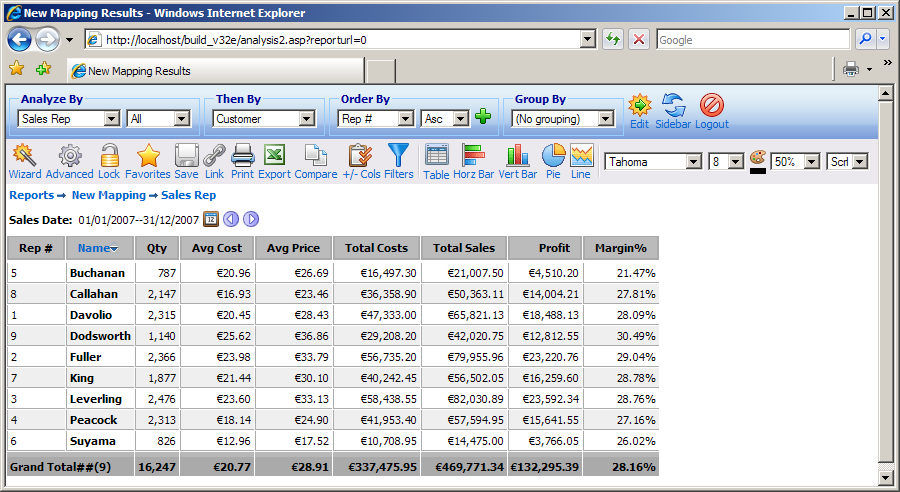 New Mapping Results - Windows Internet Explorer
http://localhost/build_v32e/analysis2.asp?reporturl=0
Google
New Mapping Results
Analyze By Then By Order By Group By
Sales Rep All Customer Rep # Asc (No grouping) Edit Sidebar Logout
Wizard Advanced Lock Favorites Save Link Print Export Compare +/- Cols Filters Table Horz Bar Vert Bar Pie Line Tahoma 8 50% Scrl
Reports New Mapping Sales Rep
Sales Date: 01/01/2007--31/12/2007 12
Rep # Name Qty Avg Cost Avg Price Total Costs Total Sales Profit Margin%
5 Buchanan 787 €20.96 €26.69 €16,497.30 €21,007.50 €4,510.20 21.47%
8 Callahan 2,147 €16.93 €23.46 €36,358.90 €50,363.11 €14,004.21 27.81%
1 Davolio 2,315 €20.45 €28.43 €47,333.00 €65,821.13 €18,488.13 28.09%
9 Dodsworth 1,140 €25.62 €36.86 €29,208.20 €42,020.75 €12,812.55 30.49%
2 Fuller 2,366 €23.98 €33.79 €56,735.20 €79,955.96 €23,220.76 29.04%
7 King 1,877 €21.44 €30.10 €40,242.45 €56,502.05 €16,259.60 28.78%
3 Leverling 2,476 €23.60 €33.13 €58,438.55 €82,030.89 €23,592.34 28.76%
4 Peacock 2,313 €18.14 €24.90 €41,953.40 €57,594.95 €15,641.55 27.16%
6 Suyama 826 €12.96 €17.52 €10,708.95 €14,475.00 €3,766.05 26.02%
Grand Total##(9) 16,247 €20.77 €28.91 €337,475.95 €469,771.34 €132,295.39 28.16%